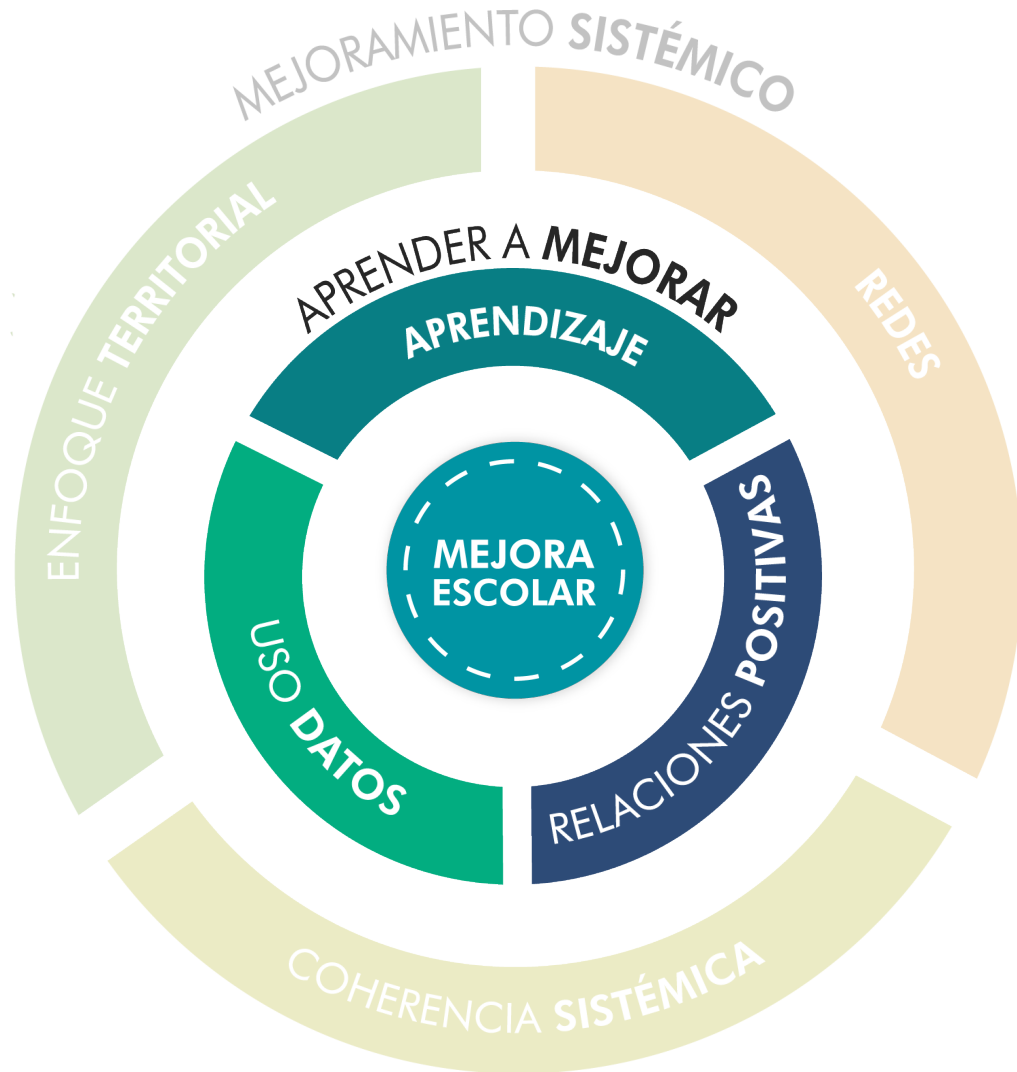 MEJORAMIENTO SISTÉMICO
ENFOQUE TERRITORIAL
REDES
APRENDER A MEJORAR
APRENDIZAJE
MEJORA
ESCOLAR
USO DATOS
RELACIONES POSITIVAS
COHERENCIA SISTÉMICA